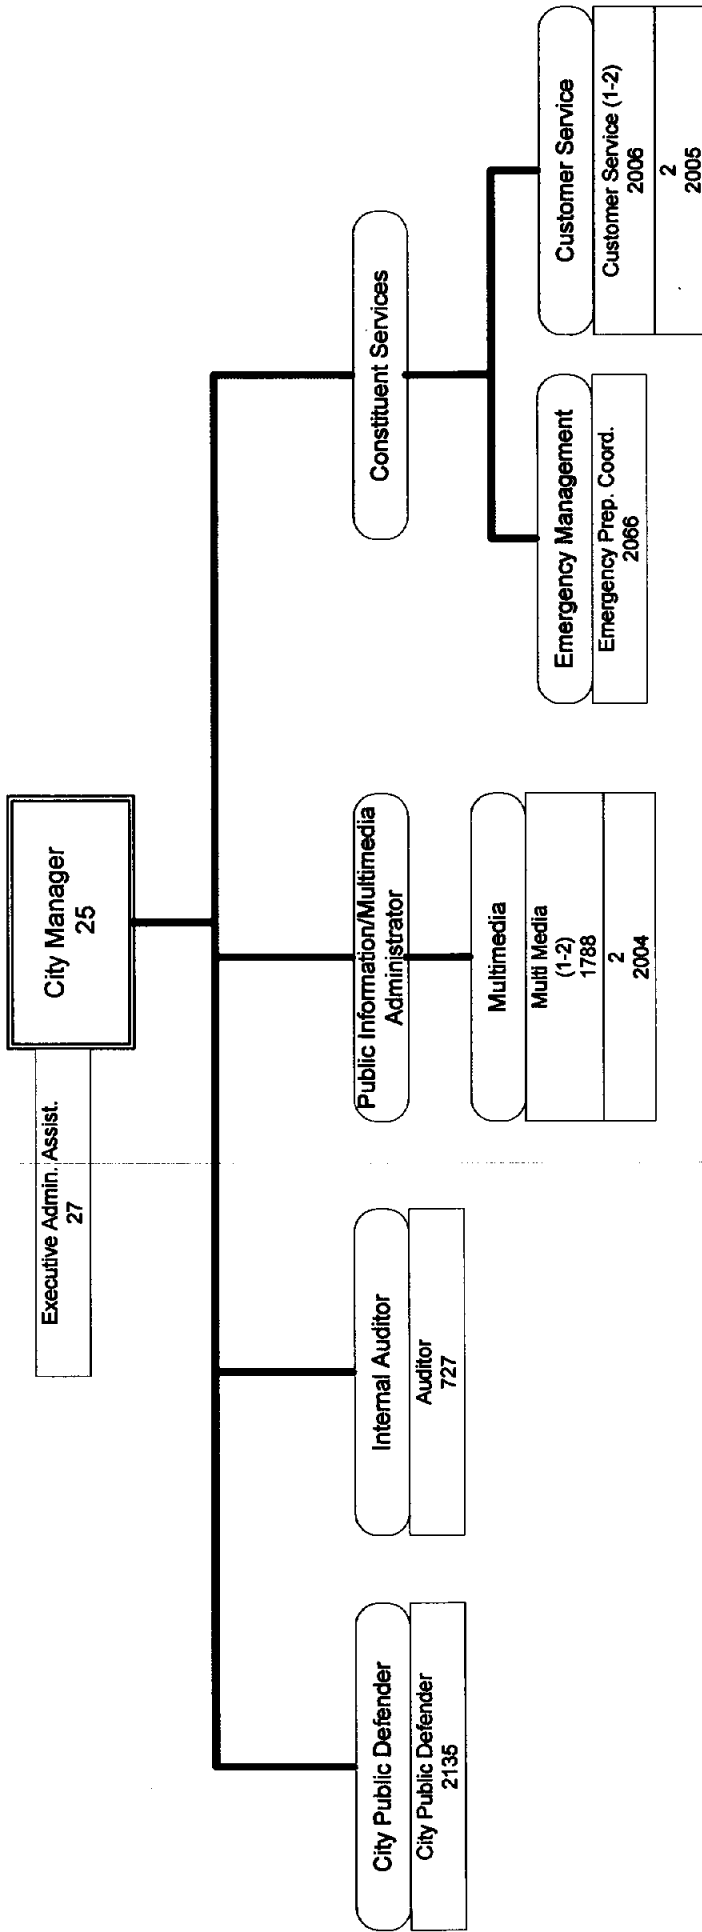 City Manager
25
Executive Admin. Assist.
27
City Public Defender
City Public Defender
2135
Internal Auditor
Auditor
727
Public Information/Multimedia
Administrator
Multimedia
Multi Media
(1-2)
1788
2
2004
Constituent Services
Emergency Management
Emergency Prep. Coord.
2066
Customer Service
Customer Service (1-2)
2006
2
2005